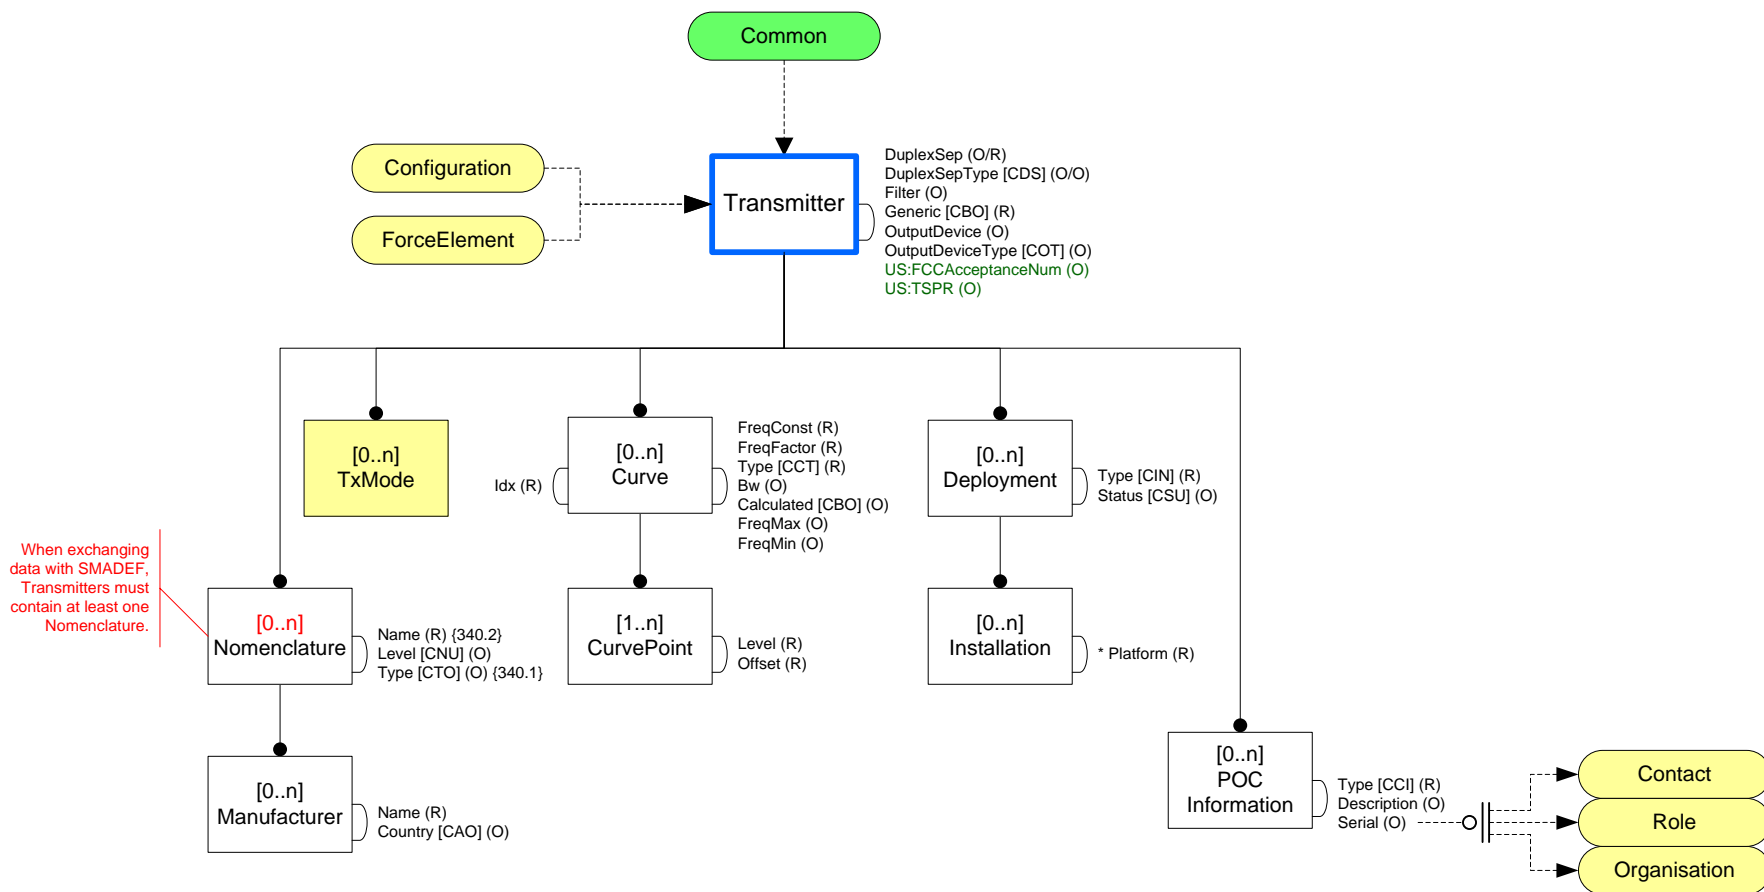 Common
Configuration
ForceElement
Transmitter
DuplexSep (O/R)
DuplexSepType [CDS] (O/O)
Filter (O)
Generic [CBO] (R)
OutputDevice (O)
OutputDeviceType [COT] (O)
US:FCCAcceptanceNum (O)
US:TSPR (O)
[0..n]
TxMode
Idx (R)
[0..n]
Curve
FreqConst (R)
FreqFactor (R)
Type [CCT] (R)
Bw (O)
Calculated [CBO] (O)
FreqMax (O)
FreqMin (O)
[0..n]
Deployment
Type [CIN] (R)
Status [CSU] (O)
When exchanging
data with SMADEF,
Transmitters must
contain at least one
Nomenclature.
[0..n]
Nomenclature
Name (R) {340.2}
Level [CNU] (O)
Type [CTO] (O) {340.1}
[1..n]
CurvePoint
Level (R)
Offset (R)
[0..n]
Installation
* Platform (R)
[0..n]
Manufacturer
Name (R)
Country [CAO] (O)
[0..n]
POC
Information
Type [CCI] (R)
Description (O)
Serial (O)
Contact
Role
Organisation